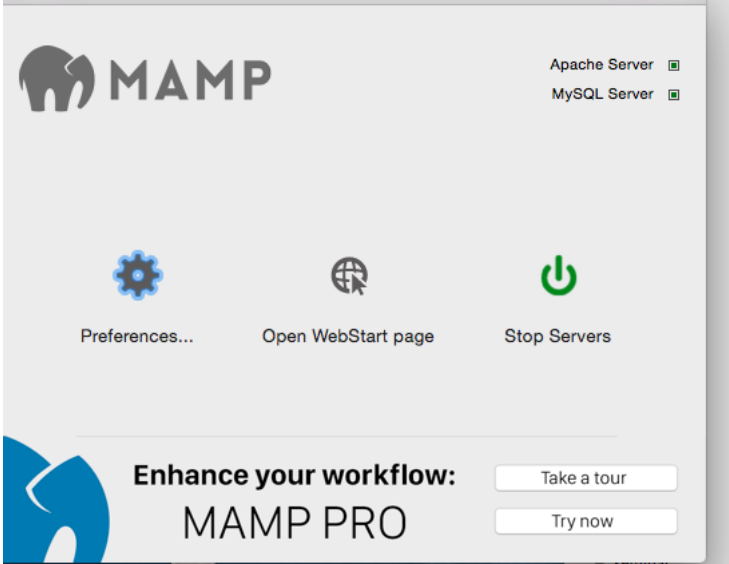 MAMP
Apache Server
MySQL Server
Preferences...
Open WebStart page
Stop Servers
Enhance your workflow:
MAMP PRO
Take a tour
Try now